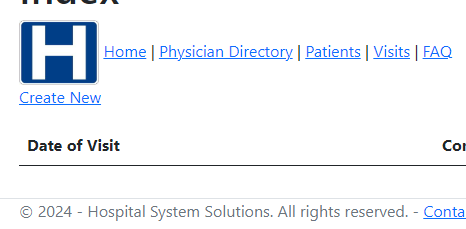 Index
H Home | Physician Directory | Patients | Visits | FAQ
Create New
Date of Visit
© 2024 - Hospital System Solutions. All rights reserved. -